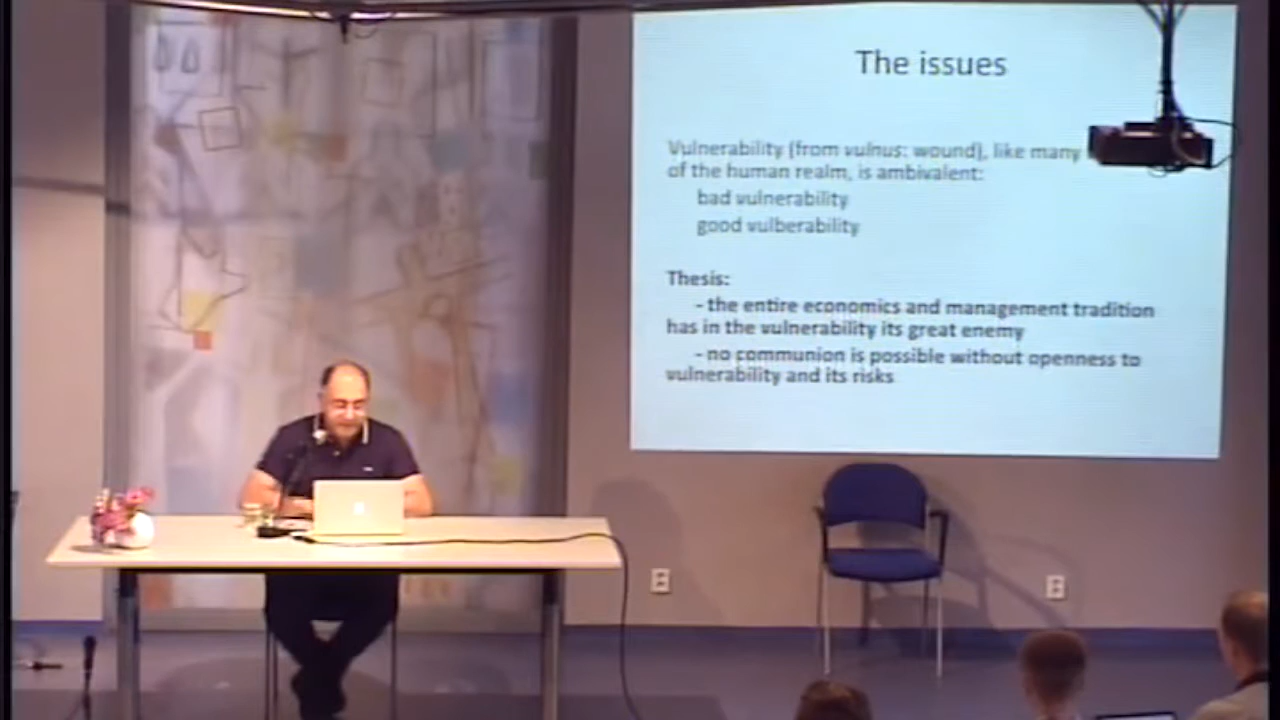 The issues
Vulnerability (from vulnus: wound), like many
of the human realm, is ambivalent:
bad vulnerability
good vulberability
Thesis:
- the entire economics and management tradition
has in the vulnerability its great enemy
- no communion is possible without openness to
vulnerability and its risks